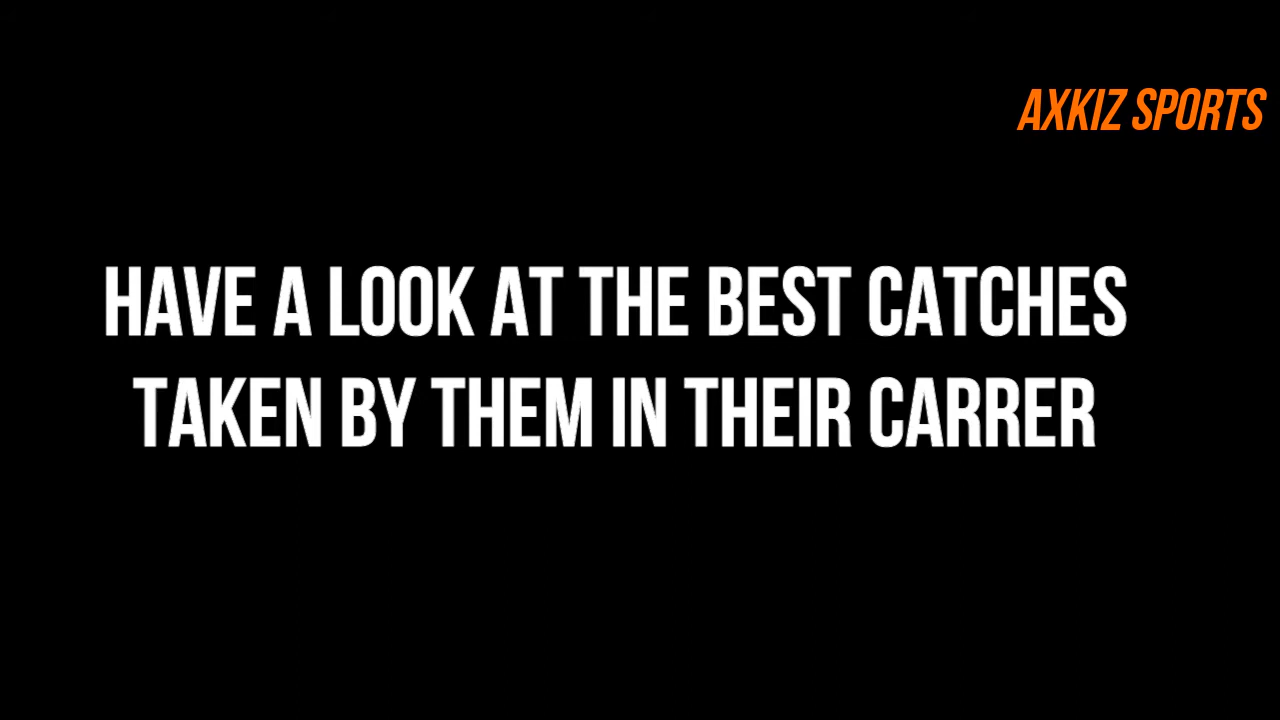 AXKIZ SPORTS
HAVE A LOOK AT THE BEST CATCHES
TAKEN BY THEM IN THEIR CARRER